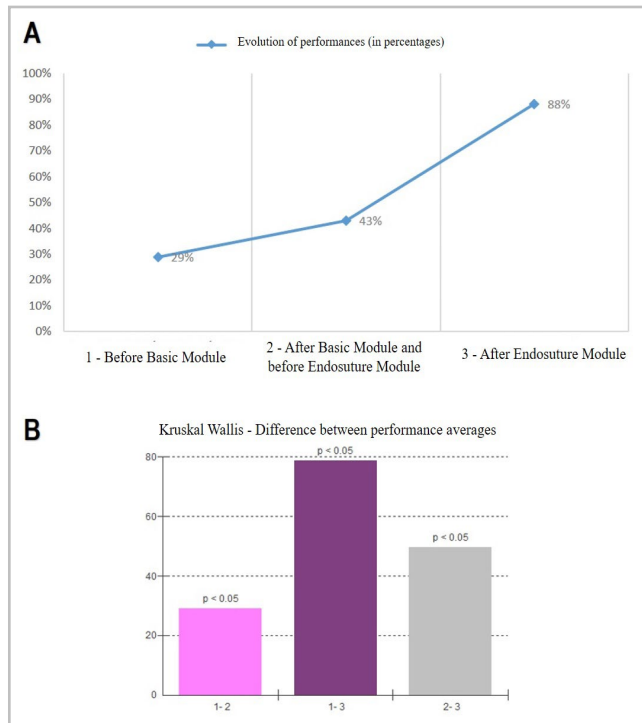 A
Evolution of performances (in percentages)
100%
90%
88%
80%
70%
60%
50%
43%
40%
30%
29%
20%
10%
0%
1 - Before Basic Module
2 - After Basic Module and
before Endosuture Module
3 - After Endosuture Module
B
Kruskal Wallis - Difference between performance averages
80
p < 0.05
60
p < 0.05
40
p < 0.05
20
0
1- 2
1- 3
2- 3